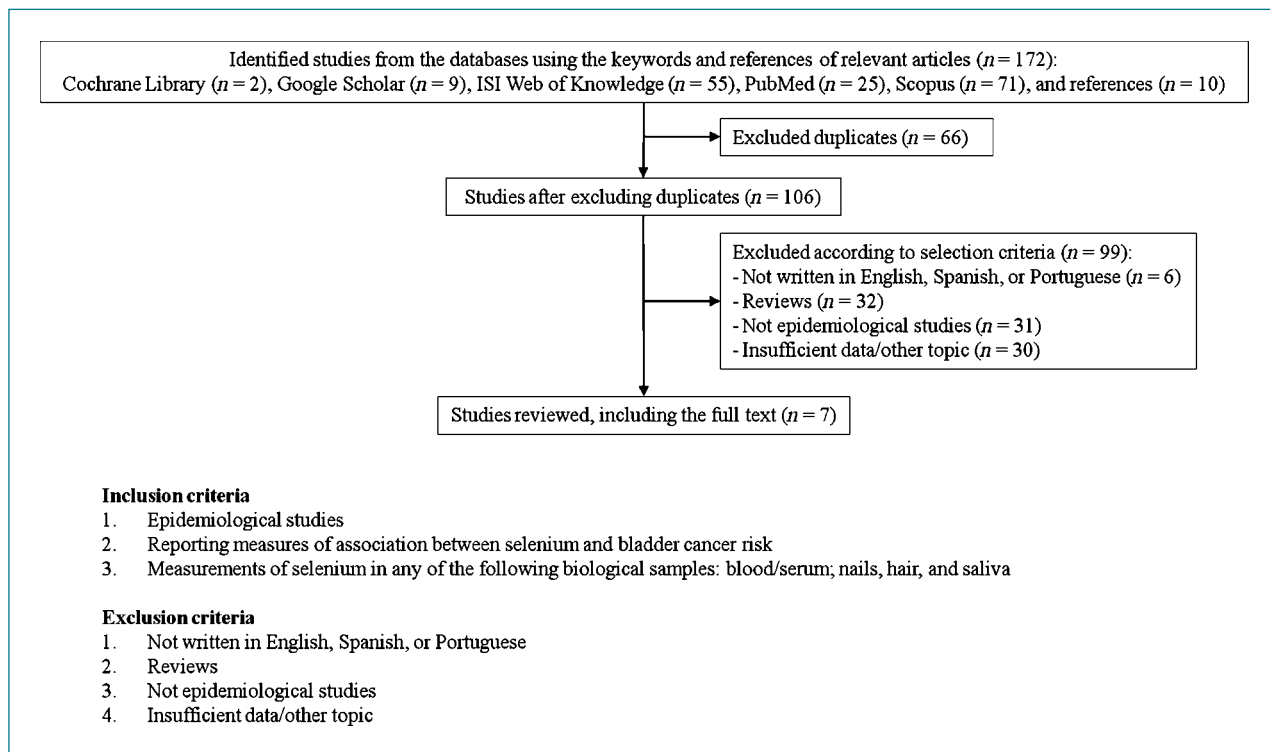 Identified studies from the databases using the keywords and references of relevant articles (n = 172):
Cochrane Library (n = 2), Google Scholar (n = 9), ISI Web of Knowledge (n = 55), PubMed (n = 25), Scopus (n = 71), and references (n = 10)
Excluded duplicates (n = 66)
Studies after excluding duplicates (n = 106)
Excluded according to selection criteria (n = 99):
- Not written in English, Spanish, or Portuguese (n = 6)
- Reviews (n = 32)
- Not epidemiological studies (n = 31)
- Insufficient data/other topic (n = 30)
Studies reviewed, including the full text (n = 7)
Inclusion criteria
1. Epidemiological studies
2. Reporting measures of association between selenium and bladder cancer risk
3. Measurements of selenium in any of the following biological samples: blood/serum; nails, hair, and saliva
Exclusion criteria
1. Not written in English, Spanish, or Portuguese
2. Reviews
3. Not epidemiological studies
4. Insufficient data/other topic